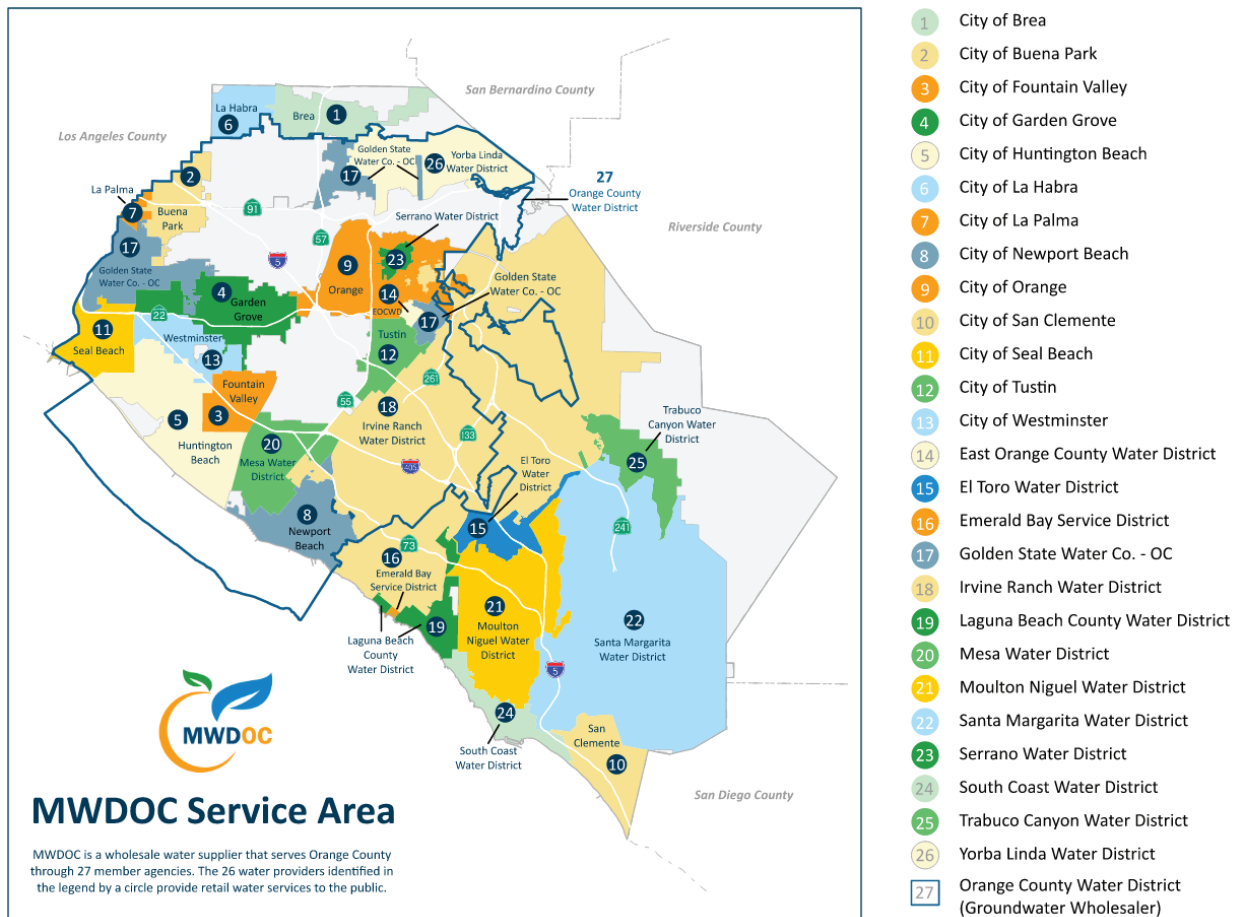 San Bernardino County
La Habra
6
Brea
1
Los Angeles County
Golden State
Water Co. - OC
26
Yorba Linda
Water District
17
2
27
Orange County
Water District
La Palma
7
Buena
Park
91
Serrano Water District
Riverside County
57
17
Golden State
Water Co. - OC
5
9
Orange
23
Golden State
Water Co. - OC
4
Garden
Grove
14
EOCWD
22
17
11
Seal Beach
Westminster
13
Tustin
12
261
Fountain
Valley
3
55
18
Irvine Ranch
Water District
Trabuco
Canyon Water
District
5
Huntington
Beach
20
Mesa Water
District
133
405
El Toro
Water
District
25
8
Newport
Beach
15
241
73
16
Emerald Bay
Service District
21
Moulton
Niguel Water
District
22
Santa Margarita
Water District
19
Laguna Beach
County
Water District
5
24
South Coast
Water District
San
Clemente
10
San Diego County
MWDOC
MWDOC Service Area
MWDOC is a wholesale water supplier that serves Orange County
through 27 member agencies. The 26 water providers identified in
the legend by a circle provide retail water services to the public.
1 City of Brea
2 City of Buena Park
3 City of Fountain Valley
4 City of Garden Grove
5 City of Huntington Beach
6 City of La Habra
7 City of La Palma
8 City of Newport Beach
9 City of Orange
10 City of San Clemente
11 City of Seal Beach
12 City of Tustin
13 City of Westminster
14 East Orange County Water District
15 El Toro Water District
16 Emerald Bay Service District
17 Golden State Water Co. - OC
18 Irvine Ranch Water District
19 Laguna Beach County Water District
20 Mesa Water District
21 Moulton Niguel Water District
22 Santa Margarita Water District
23 Serrano Water District
24 South Coast Water District
25 Trabuco Canyon Water District
26 Yorba Linda Water District
27 Orange County Water District
(Groundwater Wholesaler)